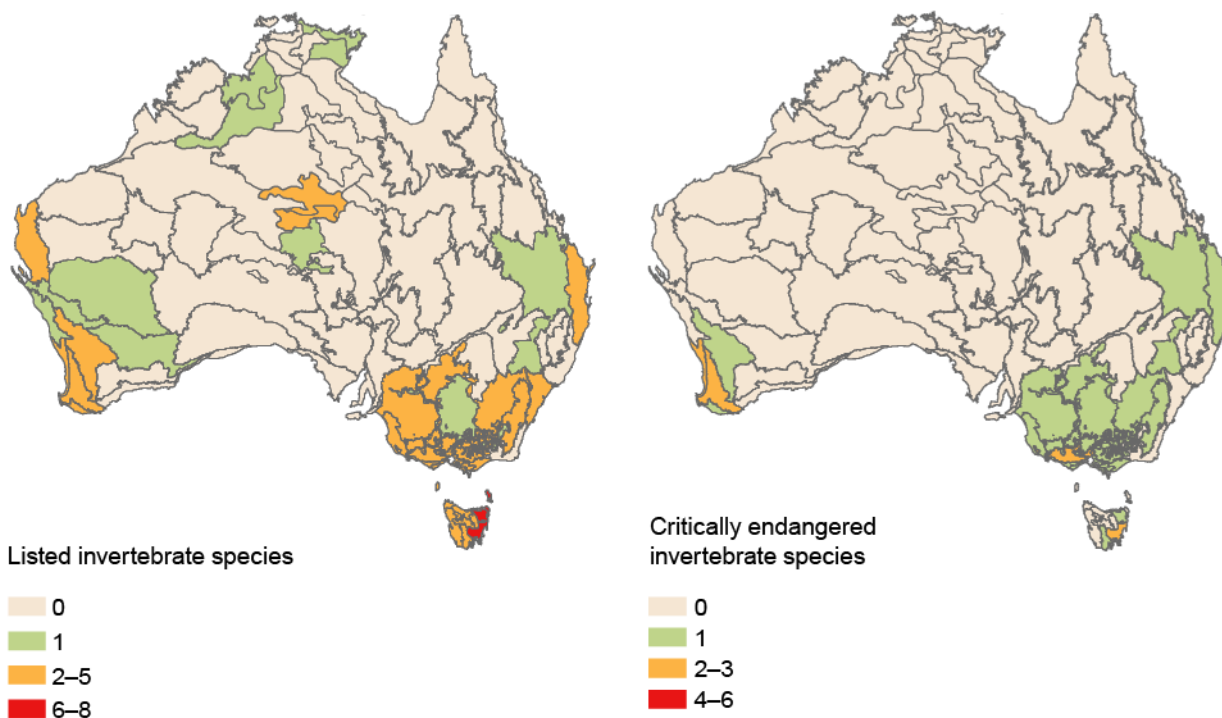 Listed invertebrate species
0
1
2–5
6–8
Critically endangered
invertebrate species
0
1
2–3
4–6